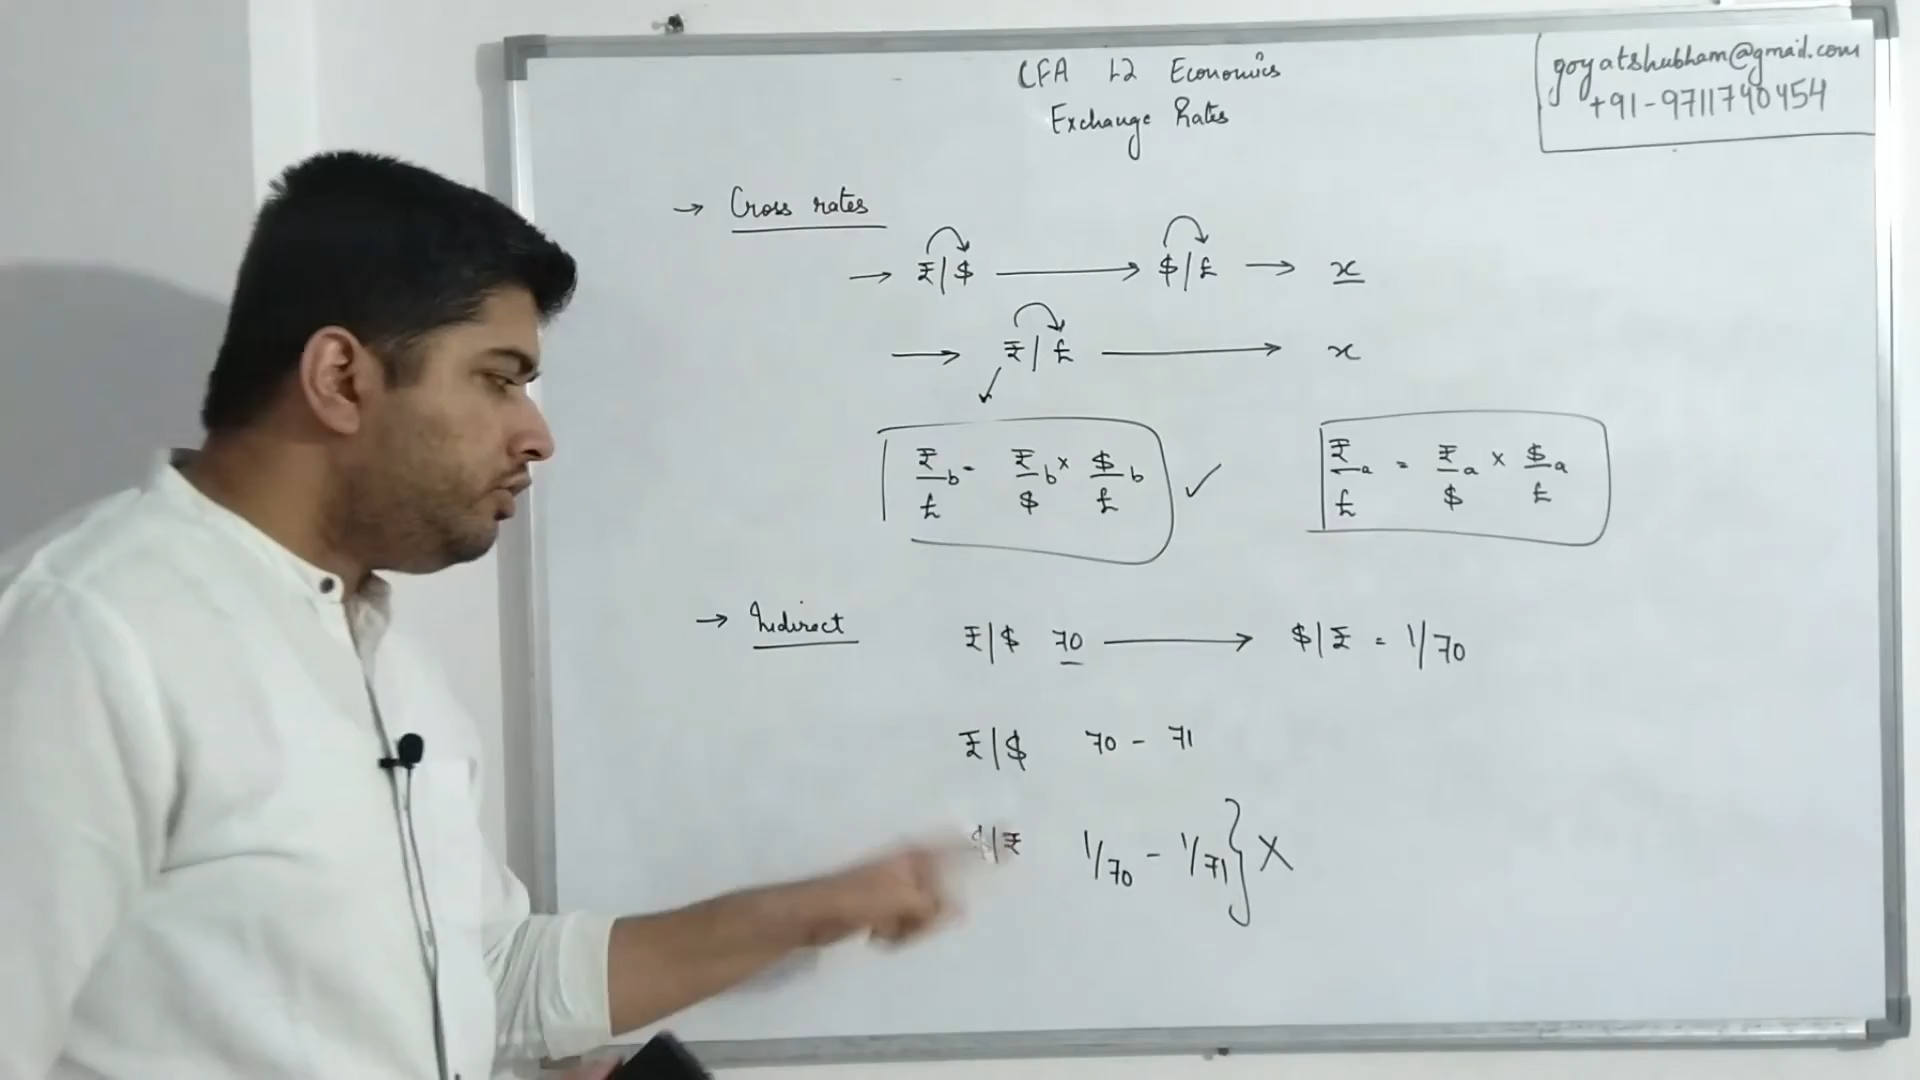 CFA L2 Economics
Exchange Rates
goyatshubham@gmail.com
+91-9711740454
→ Cross rates
→ ₹|$ → $|£ → x
→ ₹|£ → x
₹/£ b = ₹/$ b × $/£ b ✓
₹/£ a = ₹/$ a × $/£ a
→ Indirect ₹|$ 70 → $|₹ = 1/70
₹|$ 70 - 71
$|₹ 1/70 - 1/71 } X